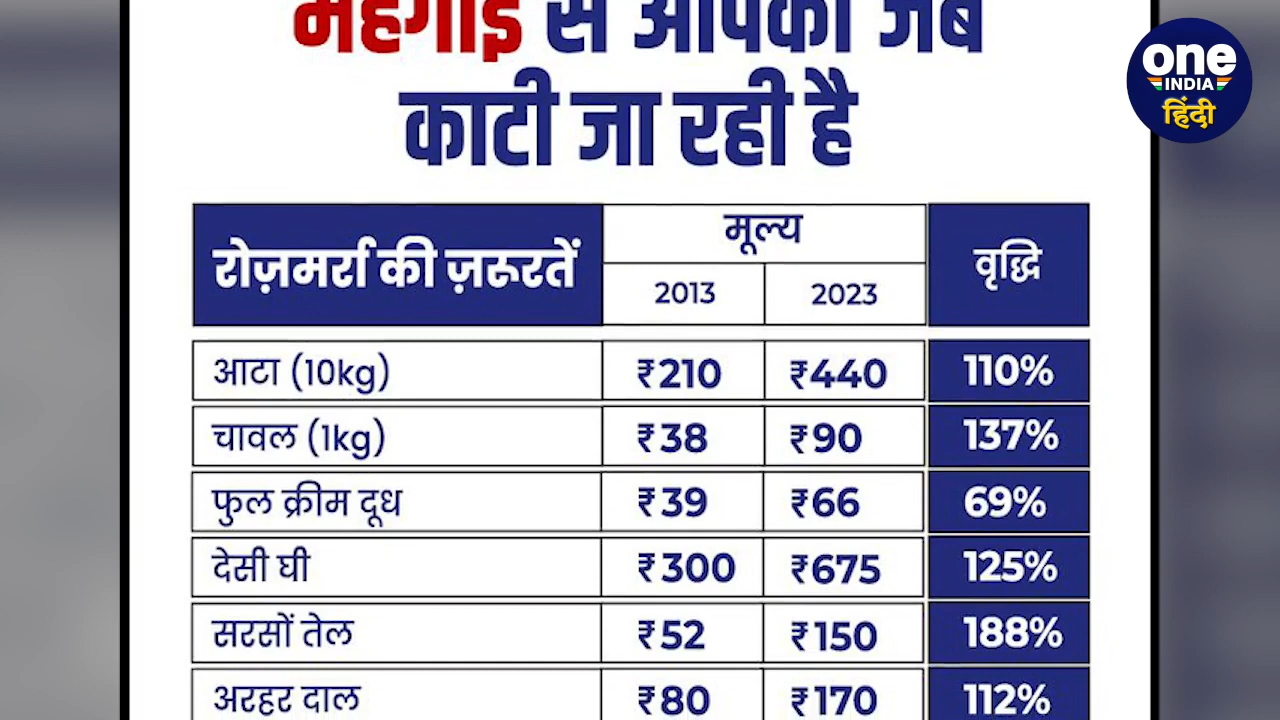 महंगाई से आपकी जेब
काटी जा रही है
one
INDIA
हिंदी
रोज़मर्रा की ज़रूरतें मूल्य वृद्धि
2013 2023
आटा (10kg) ₹210 ₹440 110%
चावल (1kg) ₹38 ₹90 137%
फुल क्रीम दूध ₹39 ₹66 69%
देसी घी ₹300 ₹675 125%
सरसों तेल ₹52 ₹150 188%
अरहर दाल ₹80 ₹170 112%